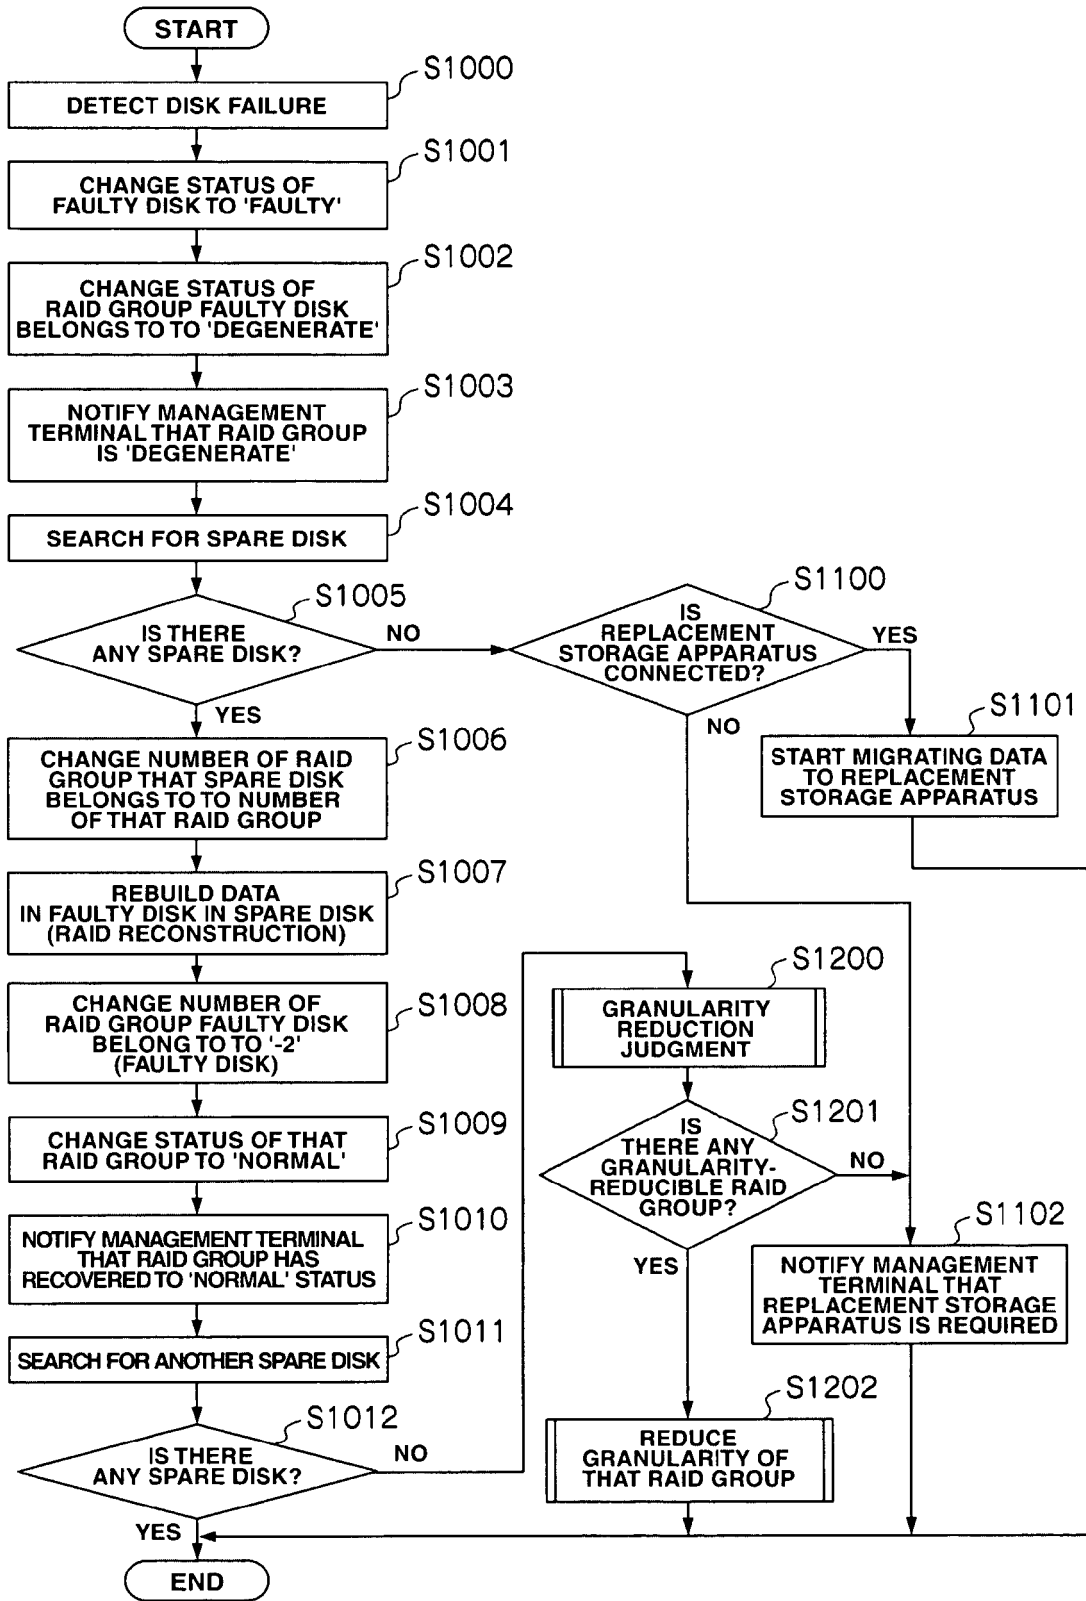 START
S1000
DETECT DISK FAILURE
S1001
CHANGE STATUS OF
FAULTY DISK TO 'FAULTY'
S1002
CHANGE STATUS OF
RAID GROUP FAULTY DISK
BELONGS TO TO 'DEGENERATE'
S1003
NOTIFY MANAGEMENT
TERMINAL THAT RAID GROUP
IS 'DEGENERATE'
S1004
SEARCH FOR SPARE DISK
S1005
IS THERE
ANY SPARE DISK?
NO
YES
S1100
IS
REPLACEMENT
STORAGE APPARATUS
CONNECTED?
YES
NO
S1101
START MIGRATING DATA
TO REPLACEMENT
STORAGE APPARATUS
S1006
CHANGE NUMBER OF RAID
GROUP THAT SPARE DISK
BELONGS TO TO NUMBER
OF THAT RAID GROUP
S1007
REBUILD DATA
IN FAULTY DISK IN SPARE DISK
(RAID RECONSTRUCTION)
S1008
CHANGE NUMBER OF
RAID GROUP FAULTY DISK
BELONG TO TO '-2'
(FAULTY DISK)
S1009
CHANGE STATUS OF THAT
RAID GROUP TO 'NORMAL'
S1010
NOTIFY MANAGEMENT TERMINAL
THAT RAID GROUP HAS
RECOVERED TO 'NORMAL' STATUS
S1011
SEARCH FOR ANOTHER SPARE DISK
S1012
IS THERE
ANY SPARE DISK?
NO
YES
S1200
GRANULARITY
REDUCTION
JUDGMENT
S1201
IS
THERE ANY
GRANULARITY-
REDUCIBLE RAID
GROUP?
NO
YES
S1102
NOTIFY MANAGEMENT
TERMINAL THAT
REPLACEMENT STORAGE
APPARATUS IS REQUIRED
S1202
REDUCE
GRANULARITY OF
THAT RAID GROUP
END